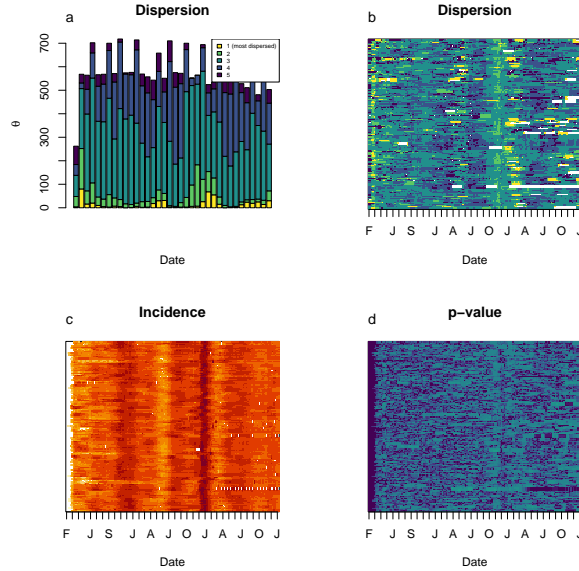 a
Dispersion
700
500
300
100
0
θ
1 (most dispersed)
2
3
4
5
Date
b
Dispersion
F J S J A J O J A J O J
Date
c
Incidence
F J S J A J O J A J O J
Date
d
p−value
F J S J A J O J A J O J
Date